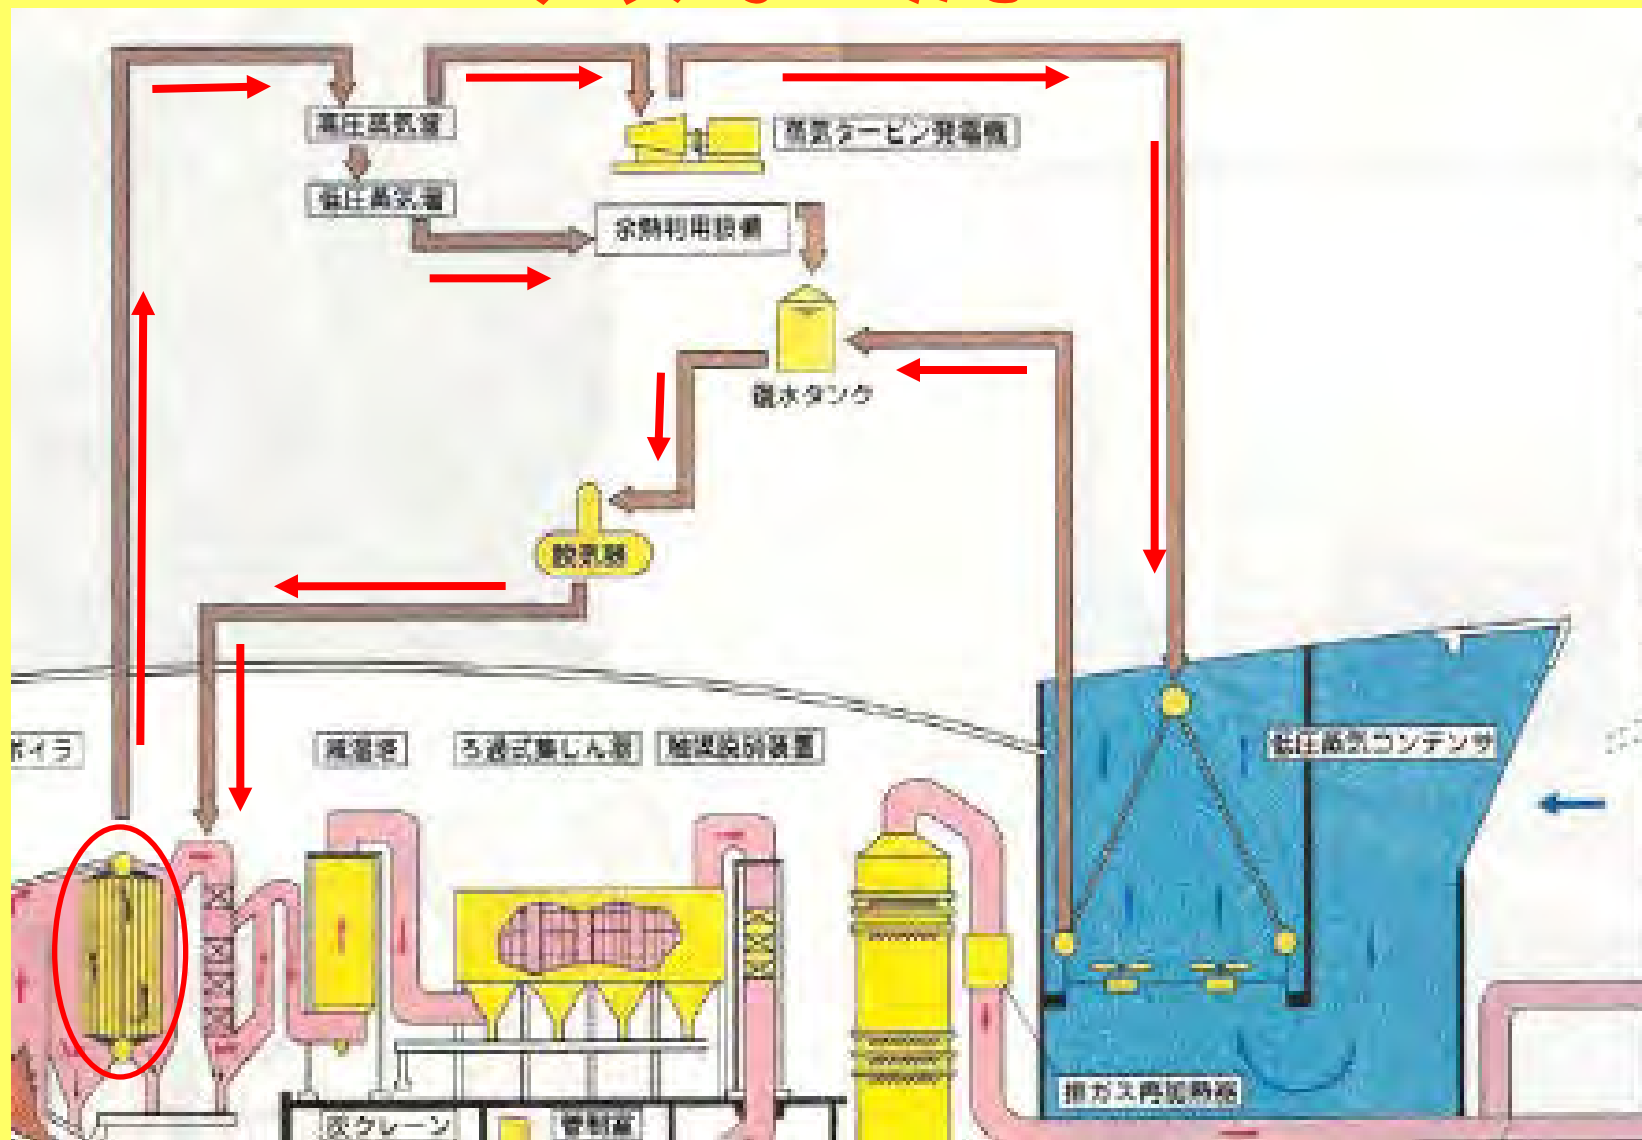 高圧蒸気溜
蒸気タービン発電機
低圧蒸気溜
余熱利用設備
復水タンク
脱気器
ボイラ
減温塔
ろ過式集じん器
触媒脱硝装置
低圧蒸気コンデンサ
排ガス再加熱器
灰クレーン